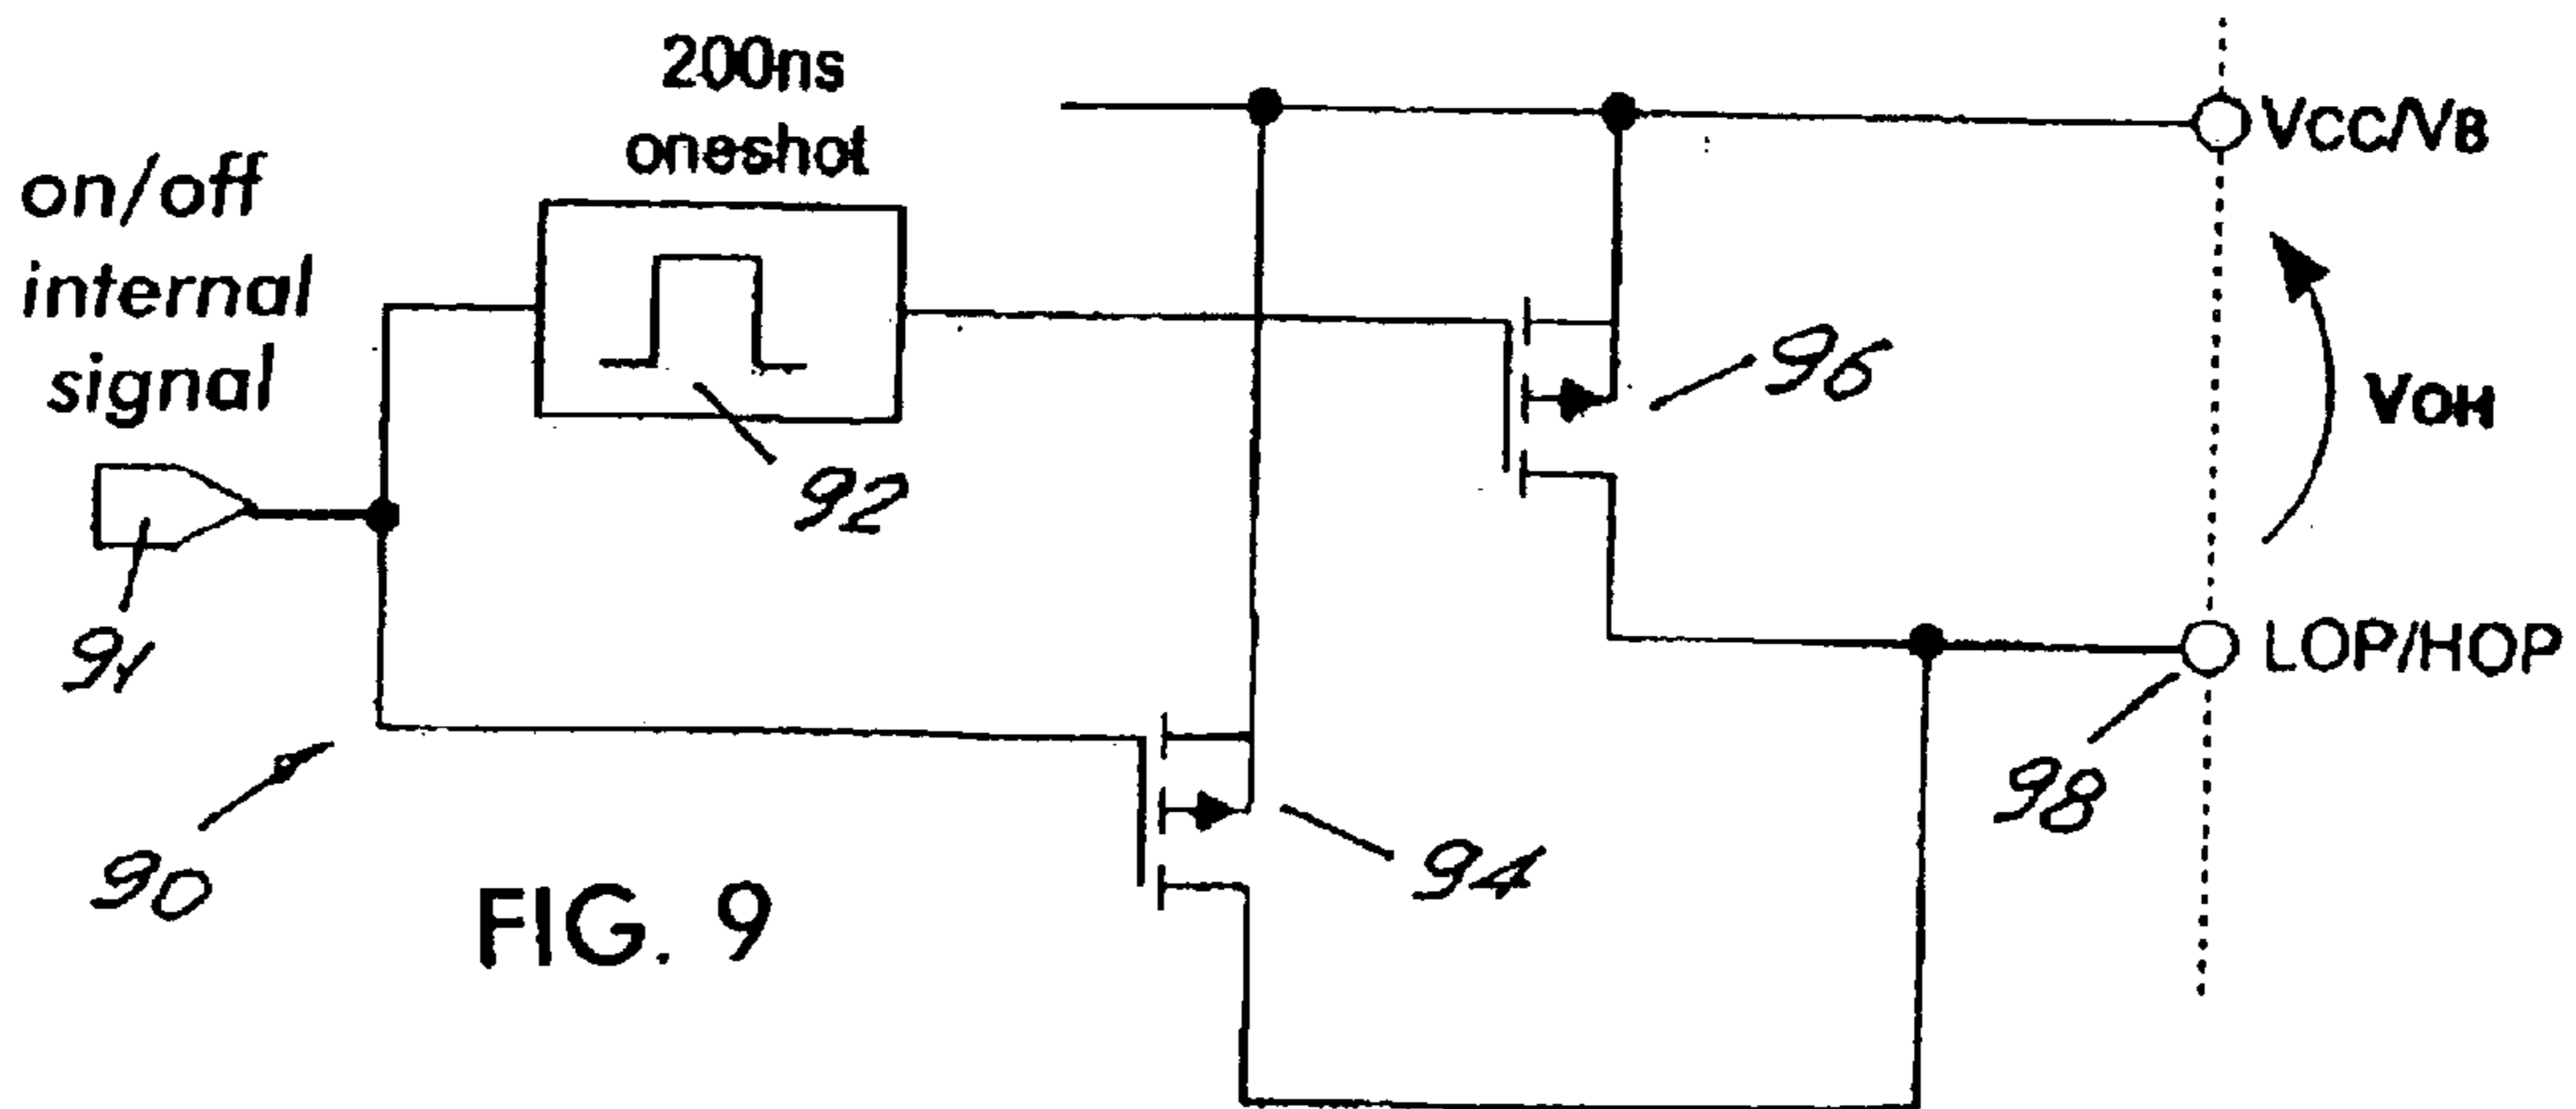 200ns
oneshot
on/off
internal
signal
VCC/VB
VOH
LOP/HOP
91
92
96
98
94
90
FIG. 9